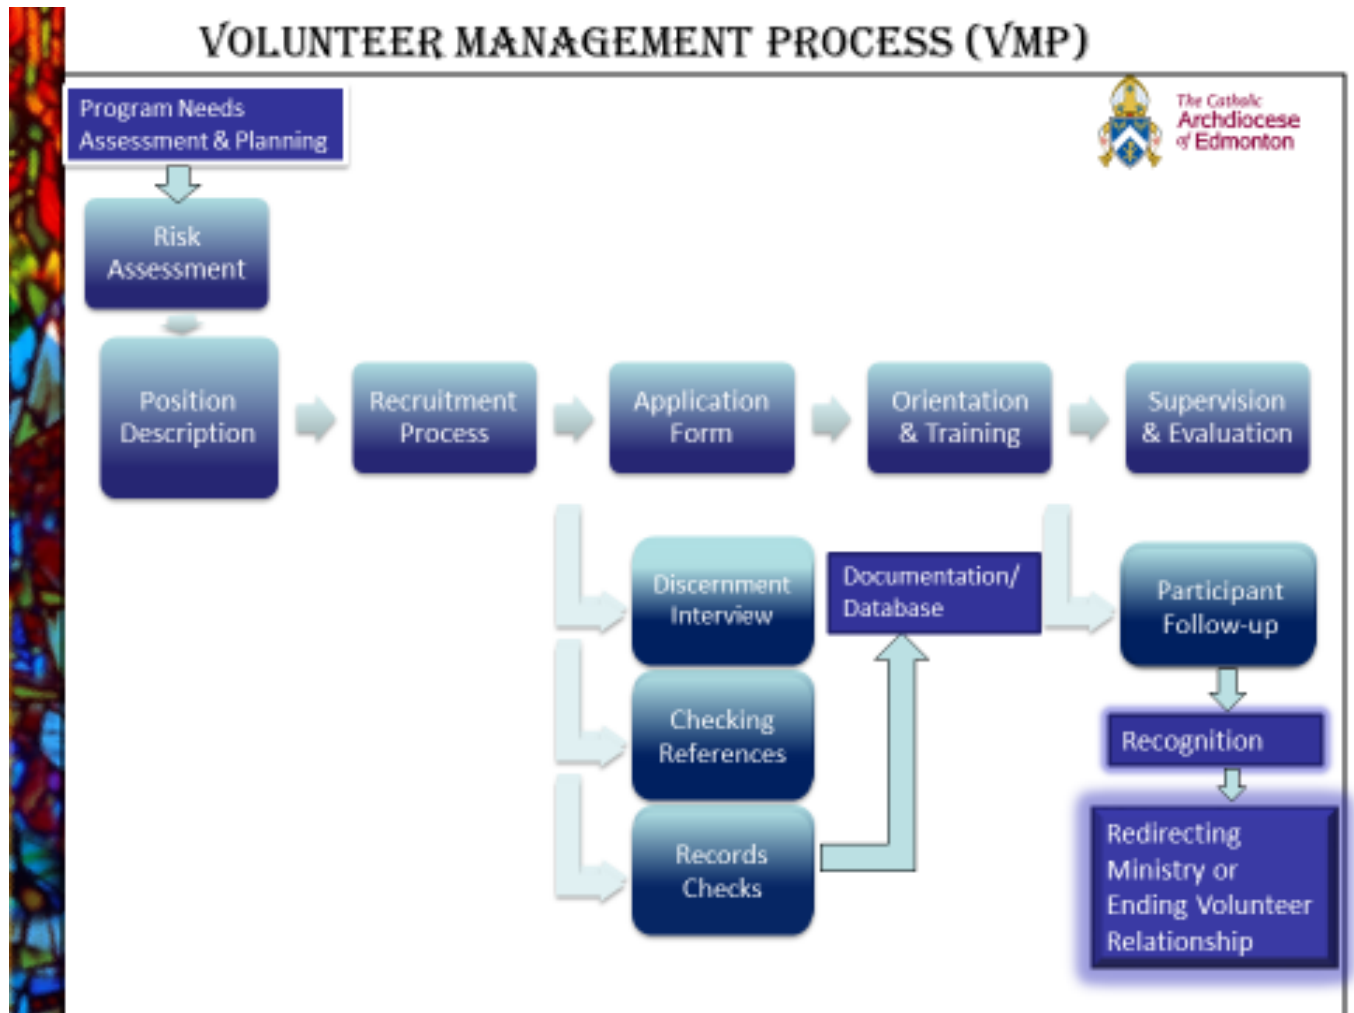 VOLUNTEER MANAGEMENT PROCESS (VMP)
The Catholic
Archdiocese
of Edmonton
Program Needs
Assessment & Planning
Risk
Assessment
Position
Description
Recruitment
Process
Application
Form
Orientation
& Training
Supervision
& Evaluation
Discernment
Interview
Checking
References
Records
Checks
Documentation/
Database
Participant
Follow-up
Recognition
Redirecting
Ministry or
Ending Volunteer
Relationship